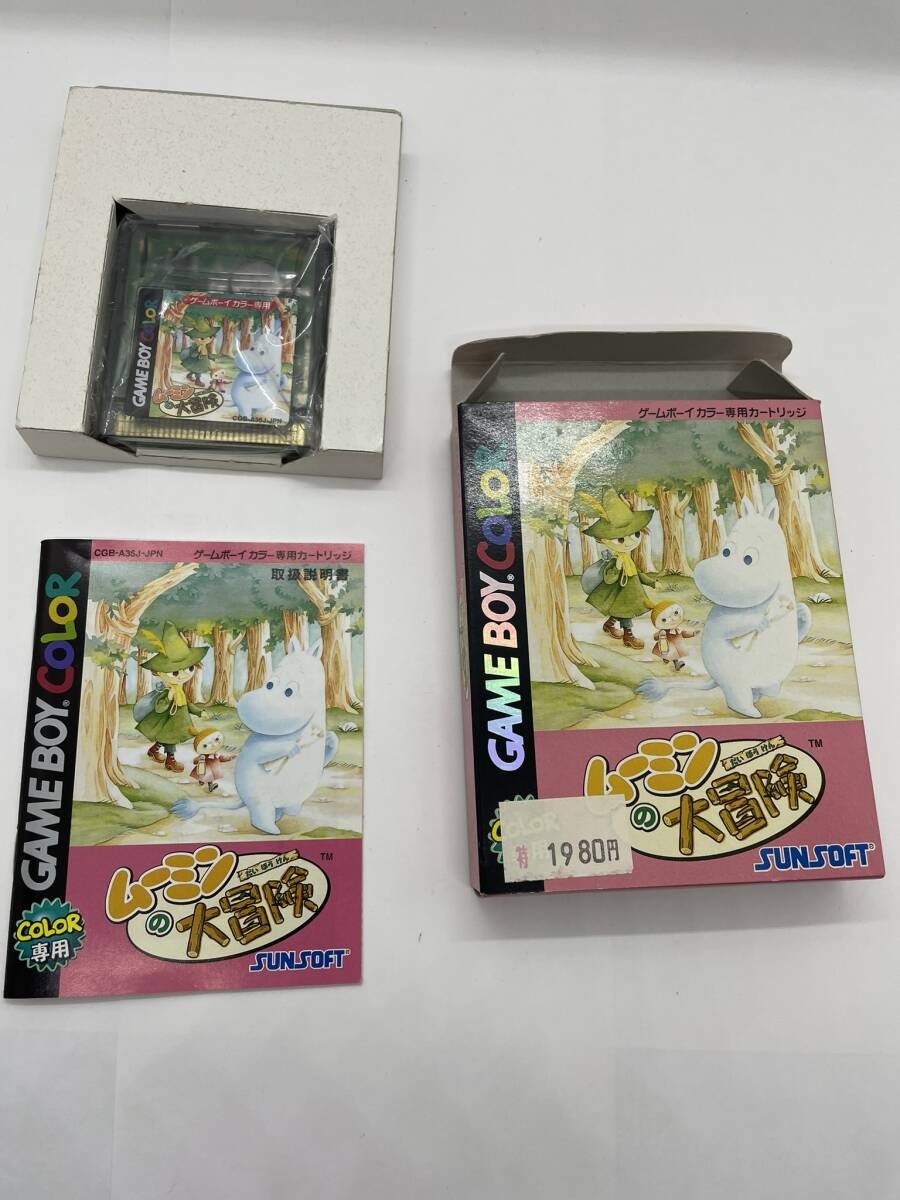 ゲームボーイ カラー専用
GAME BOY COLOR
ムーミン
の 大冒険
CGB-A36J-JPN
CGB-A36J-JPN
ゲームボーイ カラー専用カートリッジ
取扱説明書
GAME BOY COLOR
ムーミン
だい ぼう けん
の 大冒険
TM
COLOR
専用
SUNSOFT
ゲームボーイ カラー専用カートリッジ
GAME BOY COLOR
ムーミン
だい ぼう けん
の 大冒険
TM
COLOR
特 1980円
SUNSOFT